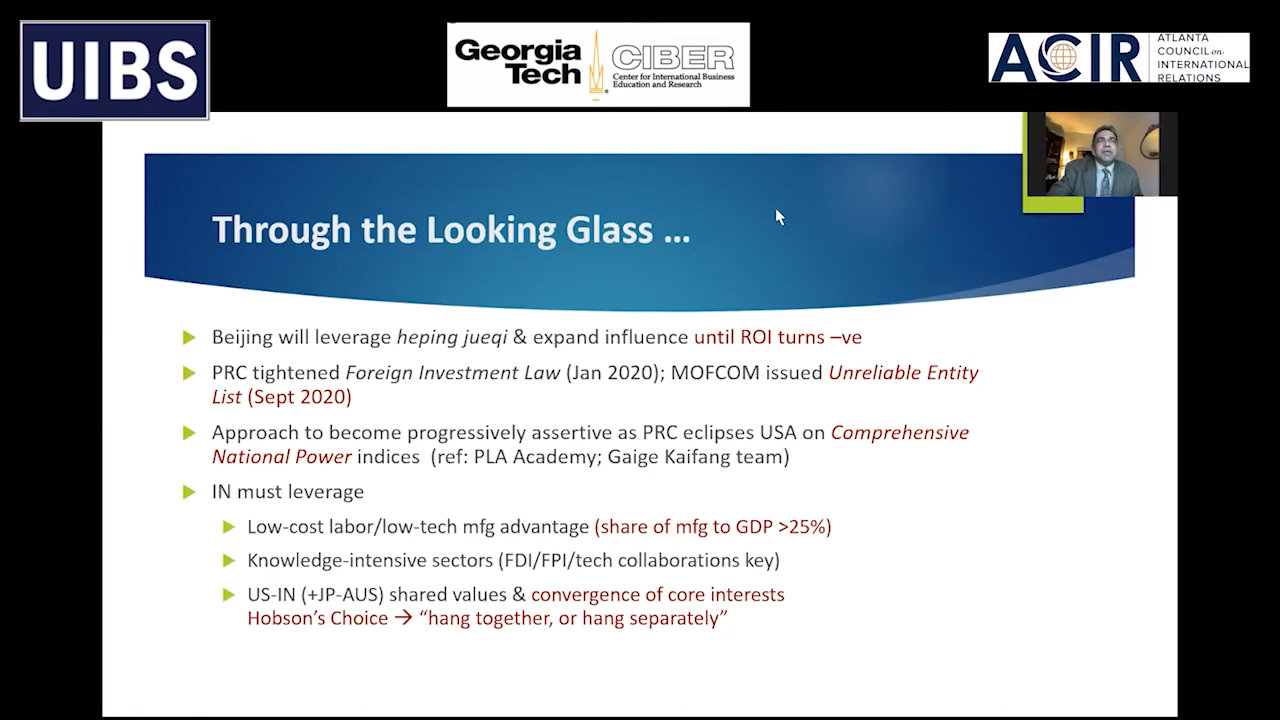 UIBS
Georgia
Tech
CIBER
Center for International Business
Education and Research
ACIR
ATLANTA
COUNCIL on
INTERNATIONAL
RELATIONS
Through the Looking Glass ...
Beijing will leverage heping jueqi & expand influence until ROI turns –ve
PRC tightened Foreign Investment Law (Jan 2020); MOFCOM issued Unreliable Entity
List (Sept 2020)
Approach to become progressively assertive as PRC eclipses USA on Comprehensive
National Power indices (ref: PLA Academy; Gaige Kaifang team)
IN must leverage
Low-cost labor/low-tech mfg advantage (share of mfg to GDP >25%)
Knowledge-intensive sectors (FDI/FPI/tech collaborations key)
US-IN (+JP-AUS) shared values & convergence of core interests
Hobson's Choice → “hang together, or hang separately”